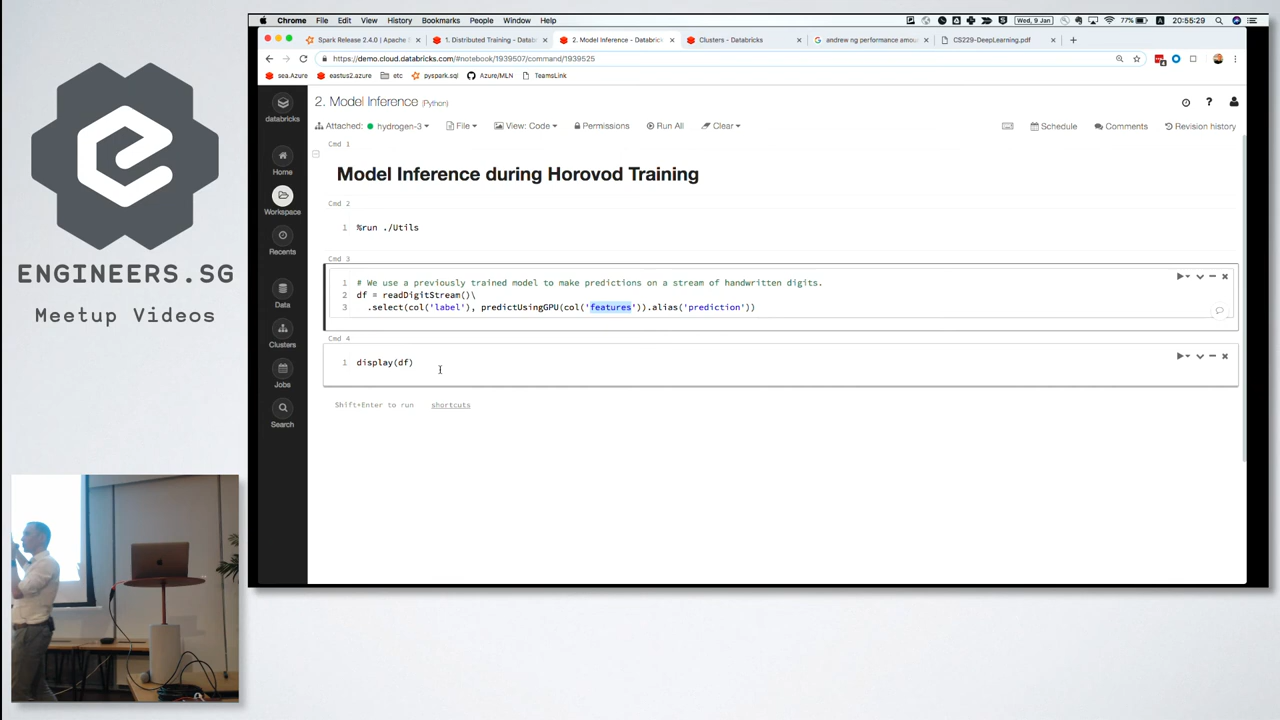 Chrome File Edit View History Bookmarks People Window Help
Wed, 9 Jan 77% 20:55:29
Spark Release 2.4.0 | Apache
1. Distributed Training - Datab
2. Model Inference - Databric
Clusters - Databricks
andrew ng performance amou
CS229-DeepLearning.pdf
https://demo.cloud.databricks.com/#notebook/1939507/command/1939525
sea.Azure eastus2.azure etc pyspark.sql Azure/MLN TeamsLink
databricks
Home
Workspace
Recents
Data
Clusters
Jobs
Search
2. Model Inference (Python)
Attached: hydrogen-3 File View: Code Permissions Run All Clear Schedule Comments Revision history
Cmd 1
Model Inference during Horovod Training
Cmd 2
1 %run ./Utils
Cmd 3
1 # We use a previously trained model to make predictions on a stream of handwritten digits.
2 df = readDigitStream()\
3 .select(col('label'), predictUsingGPU(col('features')).alias('prediction'))
Cmd 4
1 display(df)
Shift+Enter to run shortcuts
ENGINEERS.SG
Meetup Videos